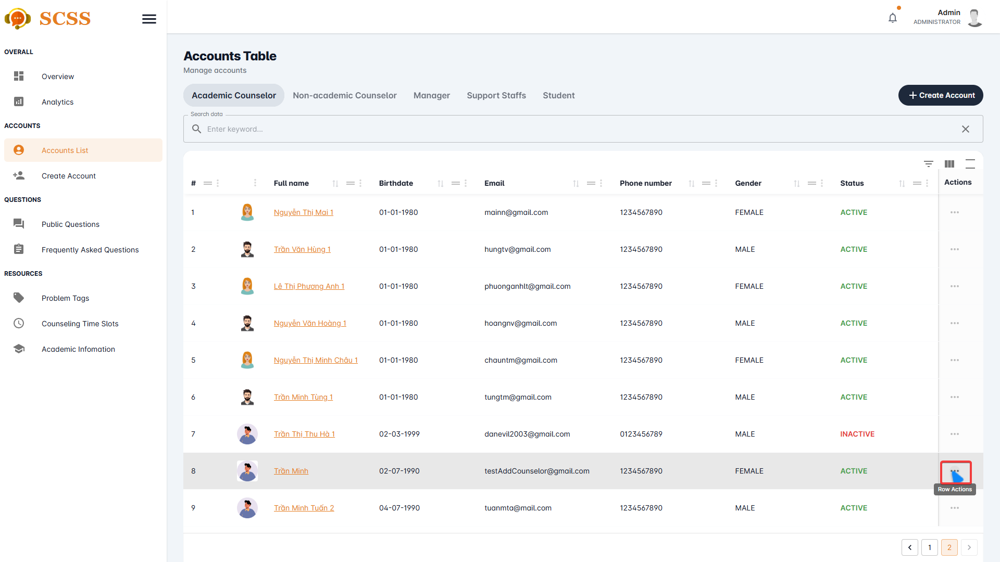 SCSS
Admin
ADMINISTRATOR
OVERALL
Overview
Analytics
ACCOUNTS
Accounts List
Create Account
QUESTIONS
Public Questions
Frequently Asked Questions
RESOURCES
Problem Tags
Counseling Time Slots
Academic Infomation
Accounts Table
Manage accounts
Academic Counselor Non-academic Counselor Manager Support Staffs Student
Create Account
Search data
Enter keyword...
# Full name Birthdate Email Phone number Gender Status Actions
1 Nguyễn Thị Mai 1 01-01-1980 mainn@gmail.com 1234567890 FEMALE ACTIVE
2 Trần Văn Hùng 1 01-01-1980 hungtv@gmail.com 1234567890 MALE ACTIVE
3 Lê Thị Phương Anh 1 01-01-1980 phuonganhlt@gmail.com 1234567890 FEMALE ACTIVE
4 Nguyễn Văn Hoàng 1 01-01-1980 hoangnv@gmail.com 1234567890 MALE ACTIVE
5 Nguyễn Thị Minh Châu 1 01-01-1980 chauntm@gmail.com 1234567890 FEMALE ACTIVE
6 Trần Minh Tùng 1 01-01-1980 tungtm@gmail.com 1234567890 MALE ACTIVE
7 Trần Thị Thu Hà 1 02-03-1999 danevil2003@gmail.com 0123456789 MALE INACTIVE
8 Trần Minh 02-07-1990 testAddCounselor@gmail.com 1234567890 FEMALE ACTIVE
Row Actions
9 Trần Minh Tuấn 2 04-07-1990 tuanmta@mail.com 1234567890 MALE ACTIVE
1 2